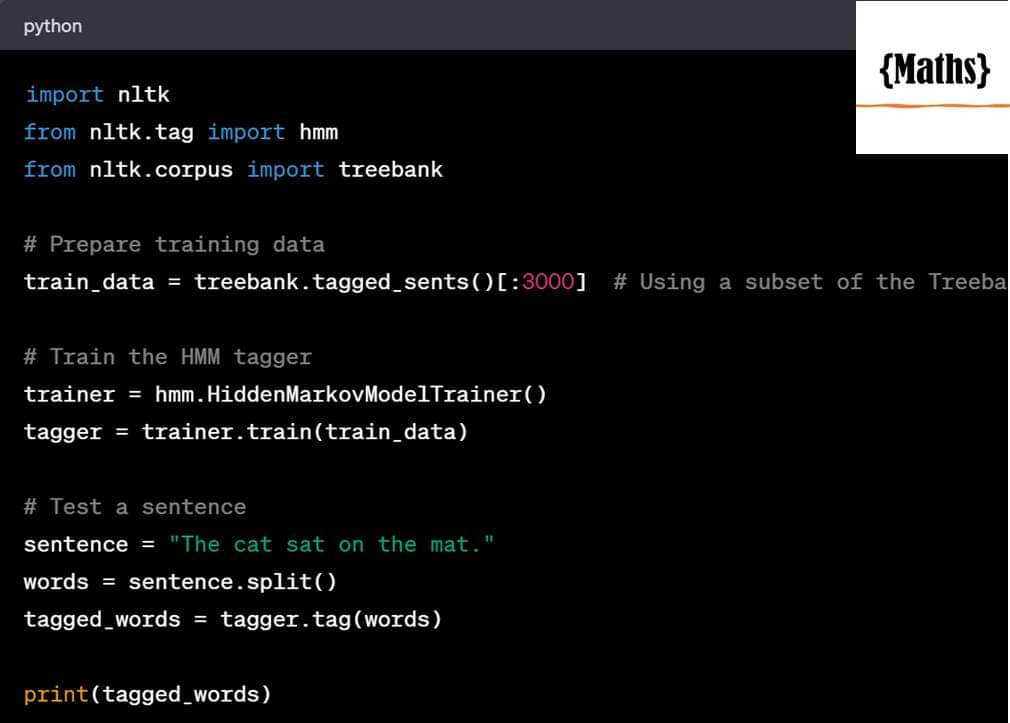 python
{Maths}
import nltk
from nltk.tag import hmm
from nltk.corpus import treebank
# Prepare training data
train_data = treebank.tagged_sents()[:3000]  # Using a subset of the Treeba
# Train the HMM tagger
trainer = hmm.HiddenMarkovModelTrainer()
tagger = trainer.train(train_data)
# Test a sentence
sentence = "The cat sat on the mat."
words = sentence.split()
tagged_words = tagger.tag(words)
print(tagged_words)